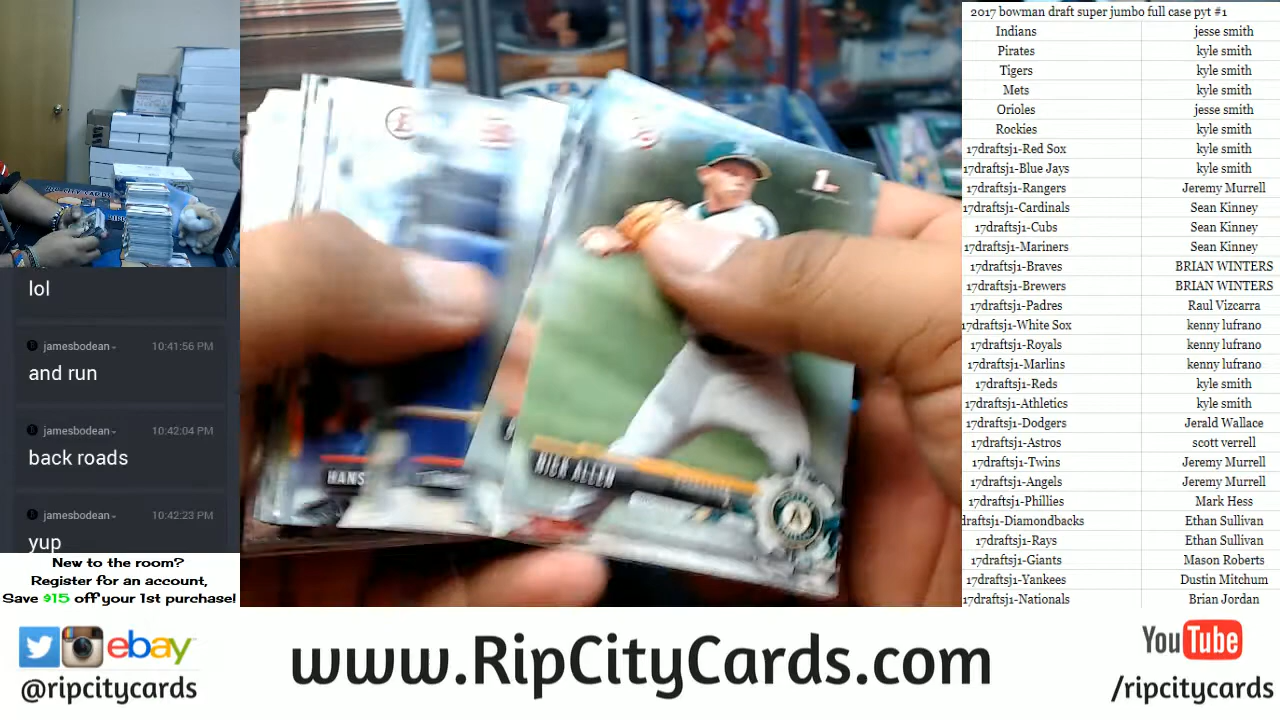 lol
jamesbodean
10:41:56 PM
and run
jamesbodean
10:42:04 PM
back roads
jamesbodean
10:42:23 PM
yup
New to the room?
Register for an account,
Save $15 off your 1st purchase!
HANS
NICK ALLEN
A
1
2017 bowman draft super jumbo full case pyt #1
Indians jesse smith
Pirates kyle smith
Tigers kyle smith
Mets kyle smith
Orioles jesse smith
Rockies kyle smith
17draftsj1-Red Sox kyle smith
17draftsj1-Blue Jays kyle smith
17draftsj1-Rangers Jeremy Murrell
17draftsj1-Cardinals Sean Kinney
17draftsj1-Cubs Sean Kinney
17draftsj1-Mariners Sean Kinney
17draftsj1-Braves BRIAN WINTERS
17draftsj1-Brewers BRIAN WINTERS
17draftsj1-Padres Raul Vizcarra
17draftsj1-White Sox kenny lufrano
17draftsj1-Royals kenny lufrano
17draftsj1-Marlins kenny lufrano
17draftsj1-Reds kyle smith
17draftsj1-Athletics kyle smith
17draftsj1-Dodgers Jerald Wallace
17draftsj1-Astros scott verrell
17draftsj1-Twins Jeremy Murrell
17draftsj1-Angels Jeremy Murrell
17draftsj1-Phillies Mark Hess
draftsj1-Diamondbacks Ethan Sullivan
17draftsj1-Rays Ethan Sullivan
17draftsj1-Giants Mason Roberts
17draftsj1-Yankees Dustin Mitchum
17draftsj1-Nationals Brian Jordan
ebay
@ripcitycards
www.RipCityCards.com
YouTube
/ripcitycards